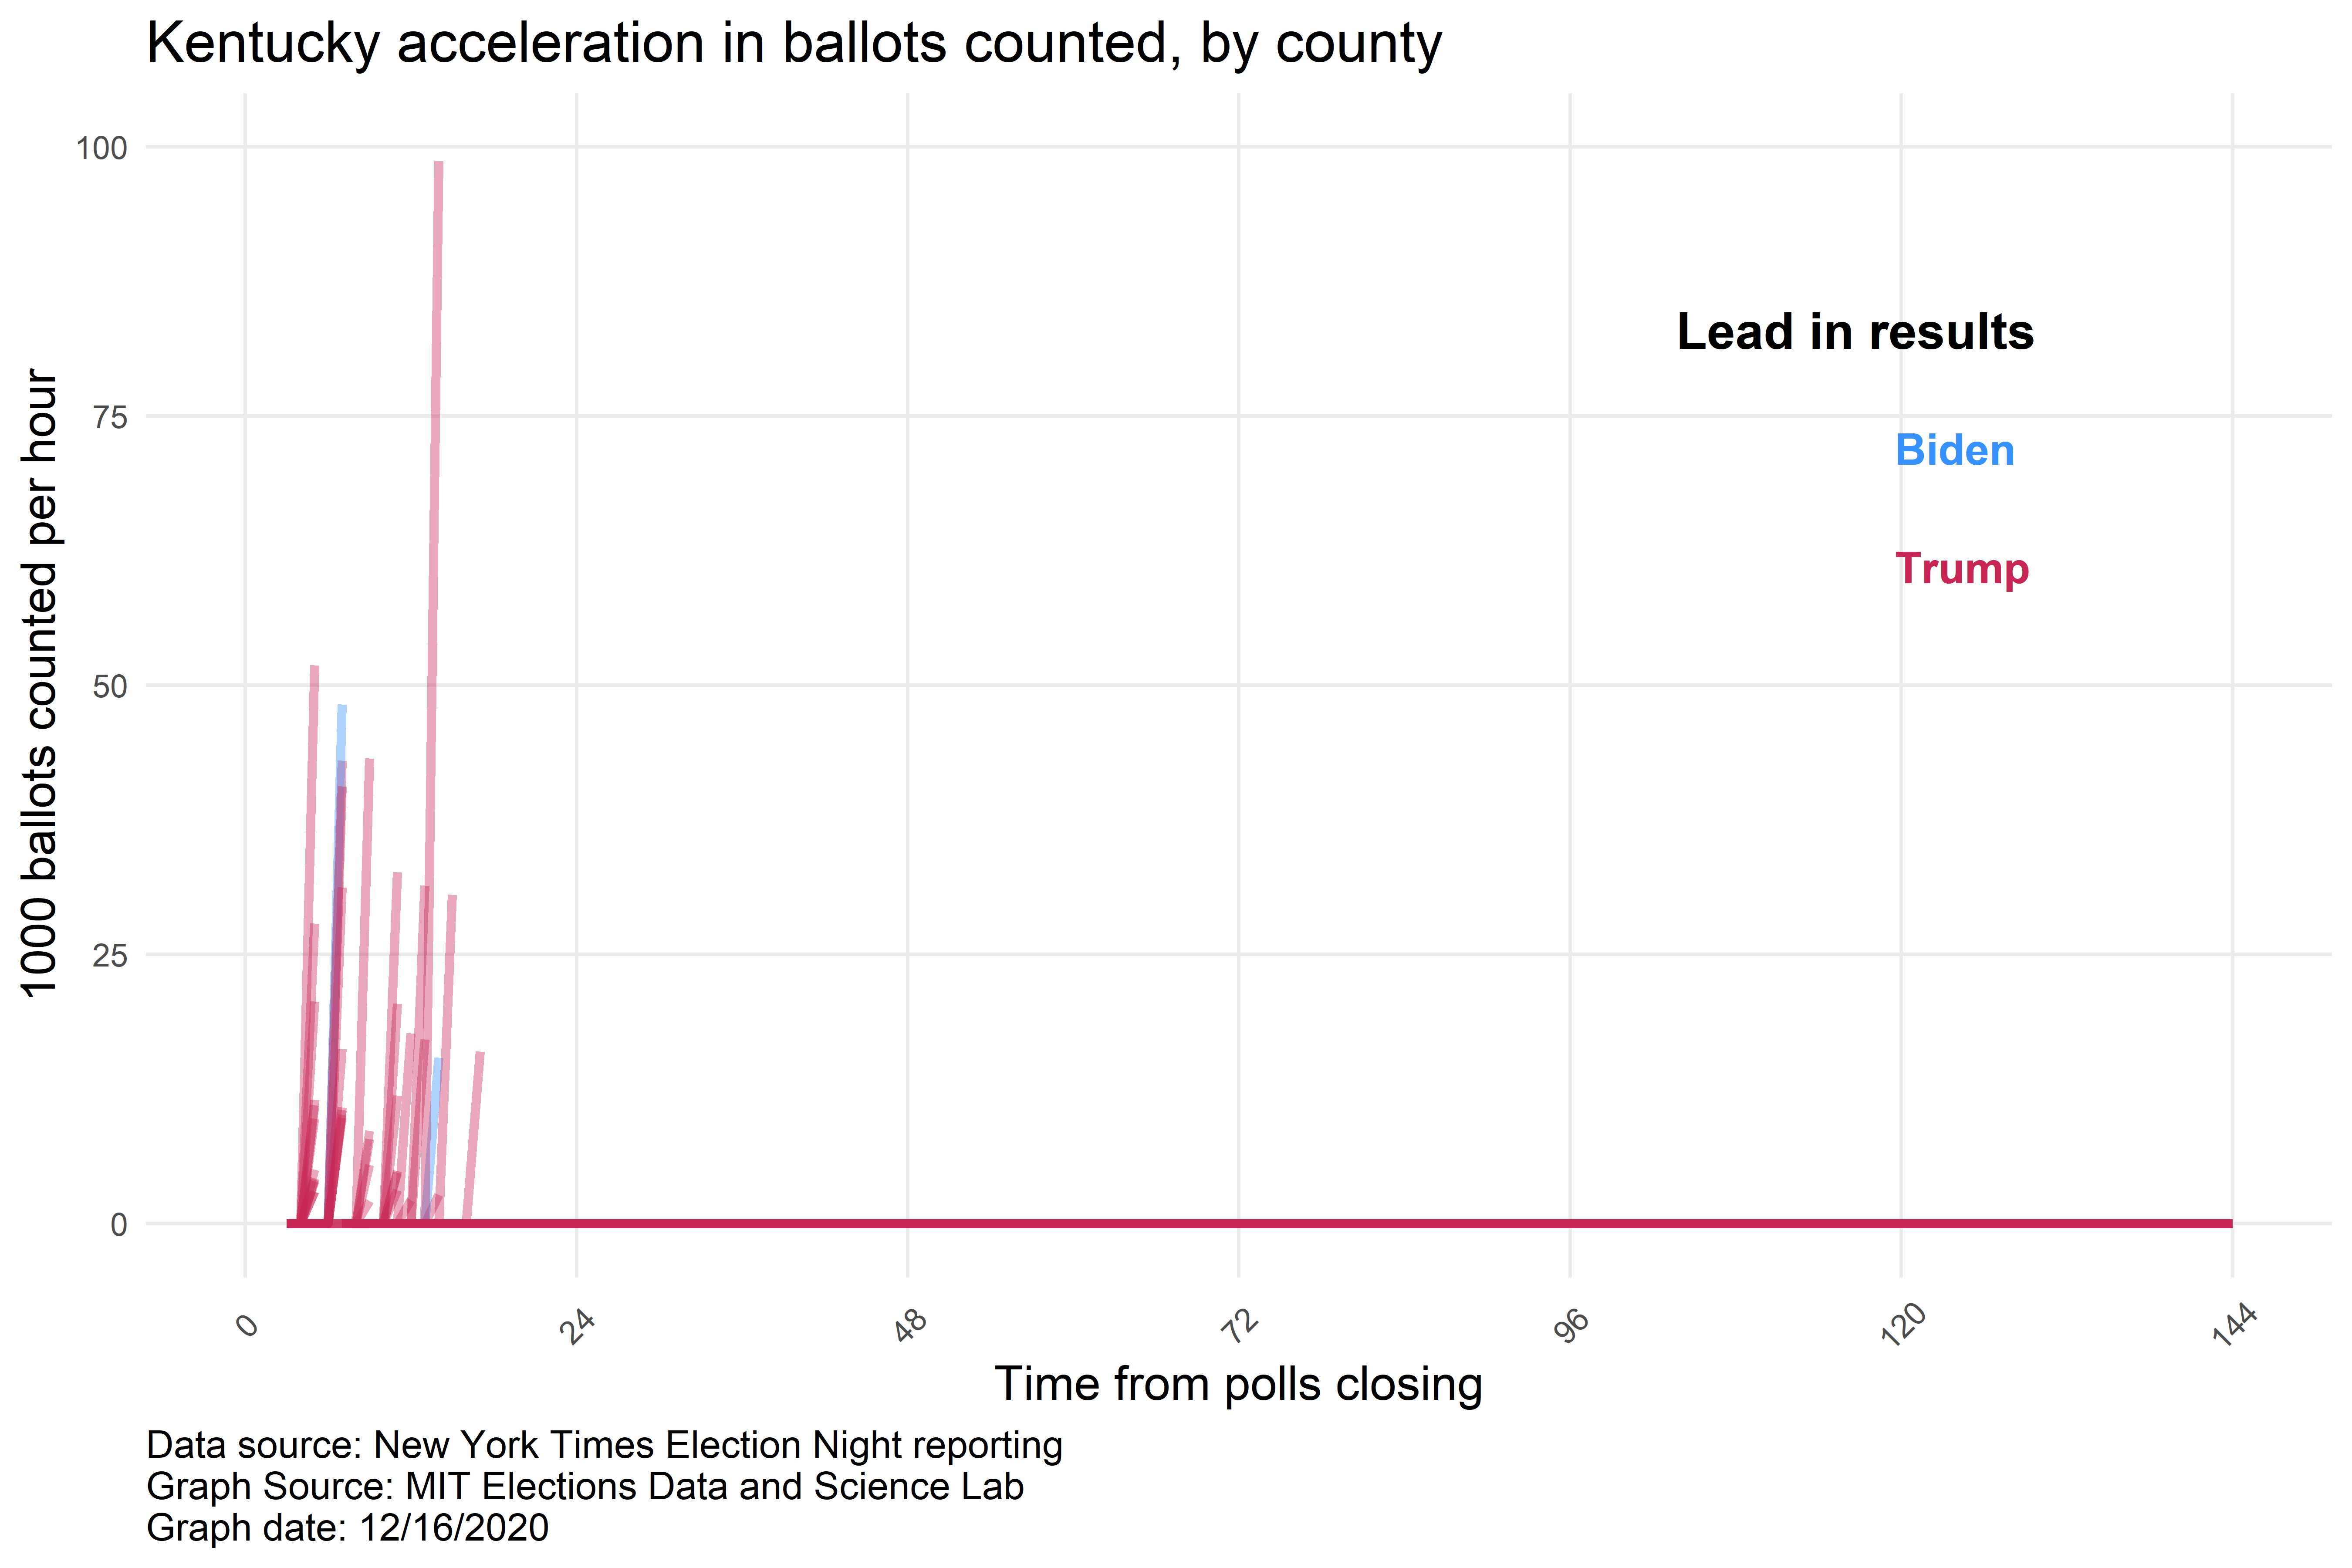 Kentucky acceleration in ballots counted, by county
1000 ballots counted per hour
100
75
50
25
0
Lead in results
Biden
Trump
0
24
48
72
96
120
144
Time from polls closing
Data source: New York Times Election Night reporting
Graph Source: MIT Elections Data and Science Lab
Graph date: 12/16/2020